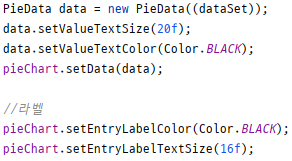 PieData data = new PieData((dataSet));
data.setValueTextSize(20f);
data.setValueTextColor(Color.BLACK);
pieChart.setData(data);
//라벨
pieChart.setEntryLabelColor(Color.BLACK);
pieChart.setEntryLabelTextSize(16f);